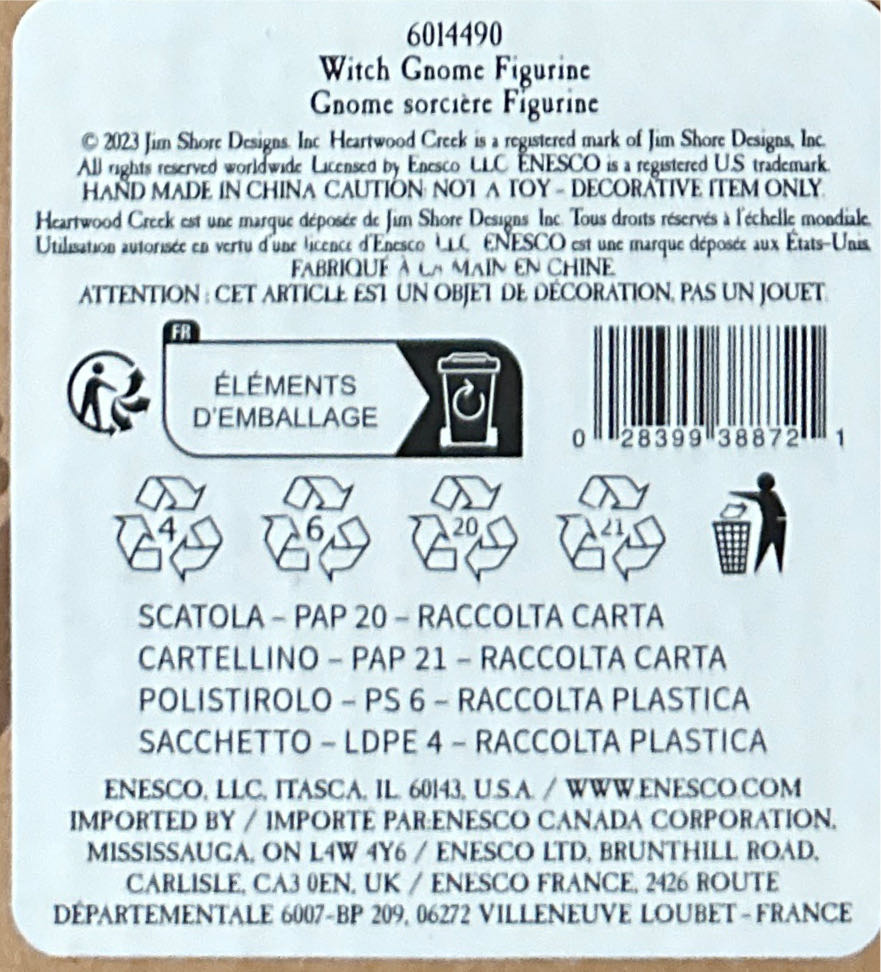 6014490
Witch Gnome Figurine
Gnome sorcière Figurine
© 2023 Jim Shore Designs, Inc Heartwood Creek is a registered mark of Jim Shore Designs, Inc.
All rights reserved worldwide Licensed by Enesco LLC ENESCO is a registered U.S trademark.
HAND MADE IN CHINA CAUTION: NOT A TOY - DECORATIVE ITEM ONLY.
Heartwood Creek est une marque déposée de Jim Shore Designs Inc. Tous droits réservés à l'échelle mondiale.
Utilisation autorisée en vertu d'une licence d'Enesco LLC ENESCO est une marque déposée aux États-Unis
FABRIQUÉ À LA MAIN EN CHINE
ATTENTION : CET ARTICLE EST UN OBJET DE DÉCORATION, PAS UN JOUET.
FR
ÉLÉMENTS
D'EMBALLAGE
0 28399 38872 1
4 6 20 21
SCATOLA – PAP 20 – RACCOLTA CARTA
CARTELLINO – PAP 21 – RACCOLTA CARTA
POLISTIROLO – PS 6 – RACCOLTA PLASTICA
SACCHETTO – LDPE 4 – RACCOLTA PLASTICA
ENESCO, LLC, ITASCA, IL 60143, U.S.A. / WWW.ENESCO.COM
IMPORTED BY / IMPORTÉ PAR:ENESCO CANADA CORPORATION,
MISSISSAUGA, ON L4W 4Y6 / ENESCO LTD, BRUNTHILL ROAD,
CARLISLE, CA3 0EN, UK / ENESCO FRANCE, 2426 ROUTE
DÉPARTEMENTALE 6007-BP 209, 06272 VILLENEUVE LOUBET - FRANCE